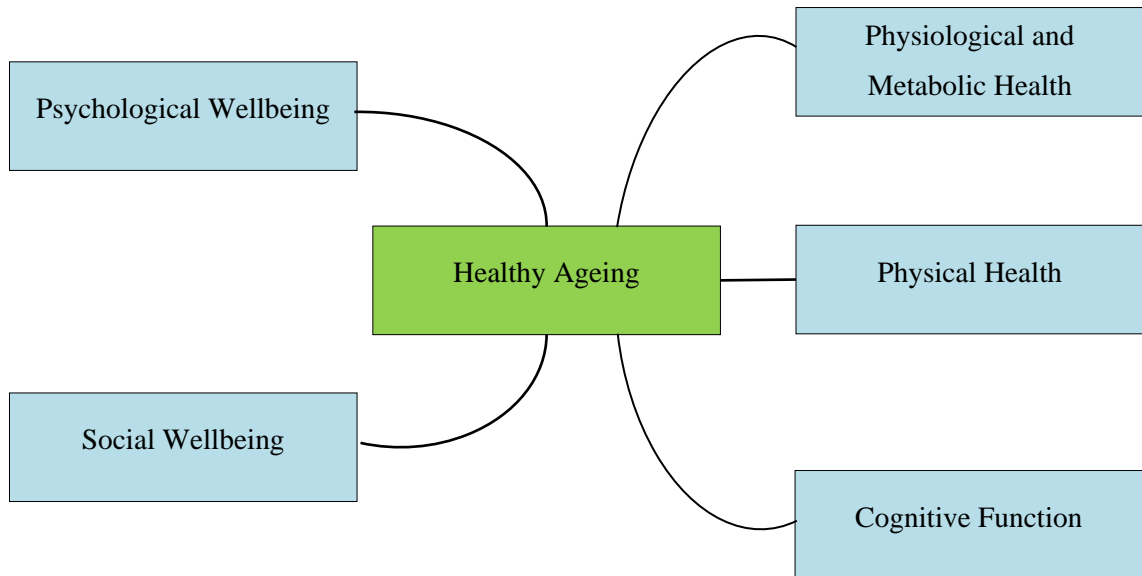 Physiological and
Metabolic Health
Psychological Wellbeing
Healthy Ageing
Physical Health
Social Wellbeing
Cognitive Function